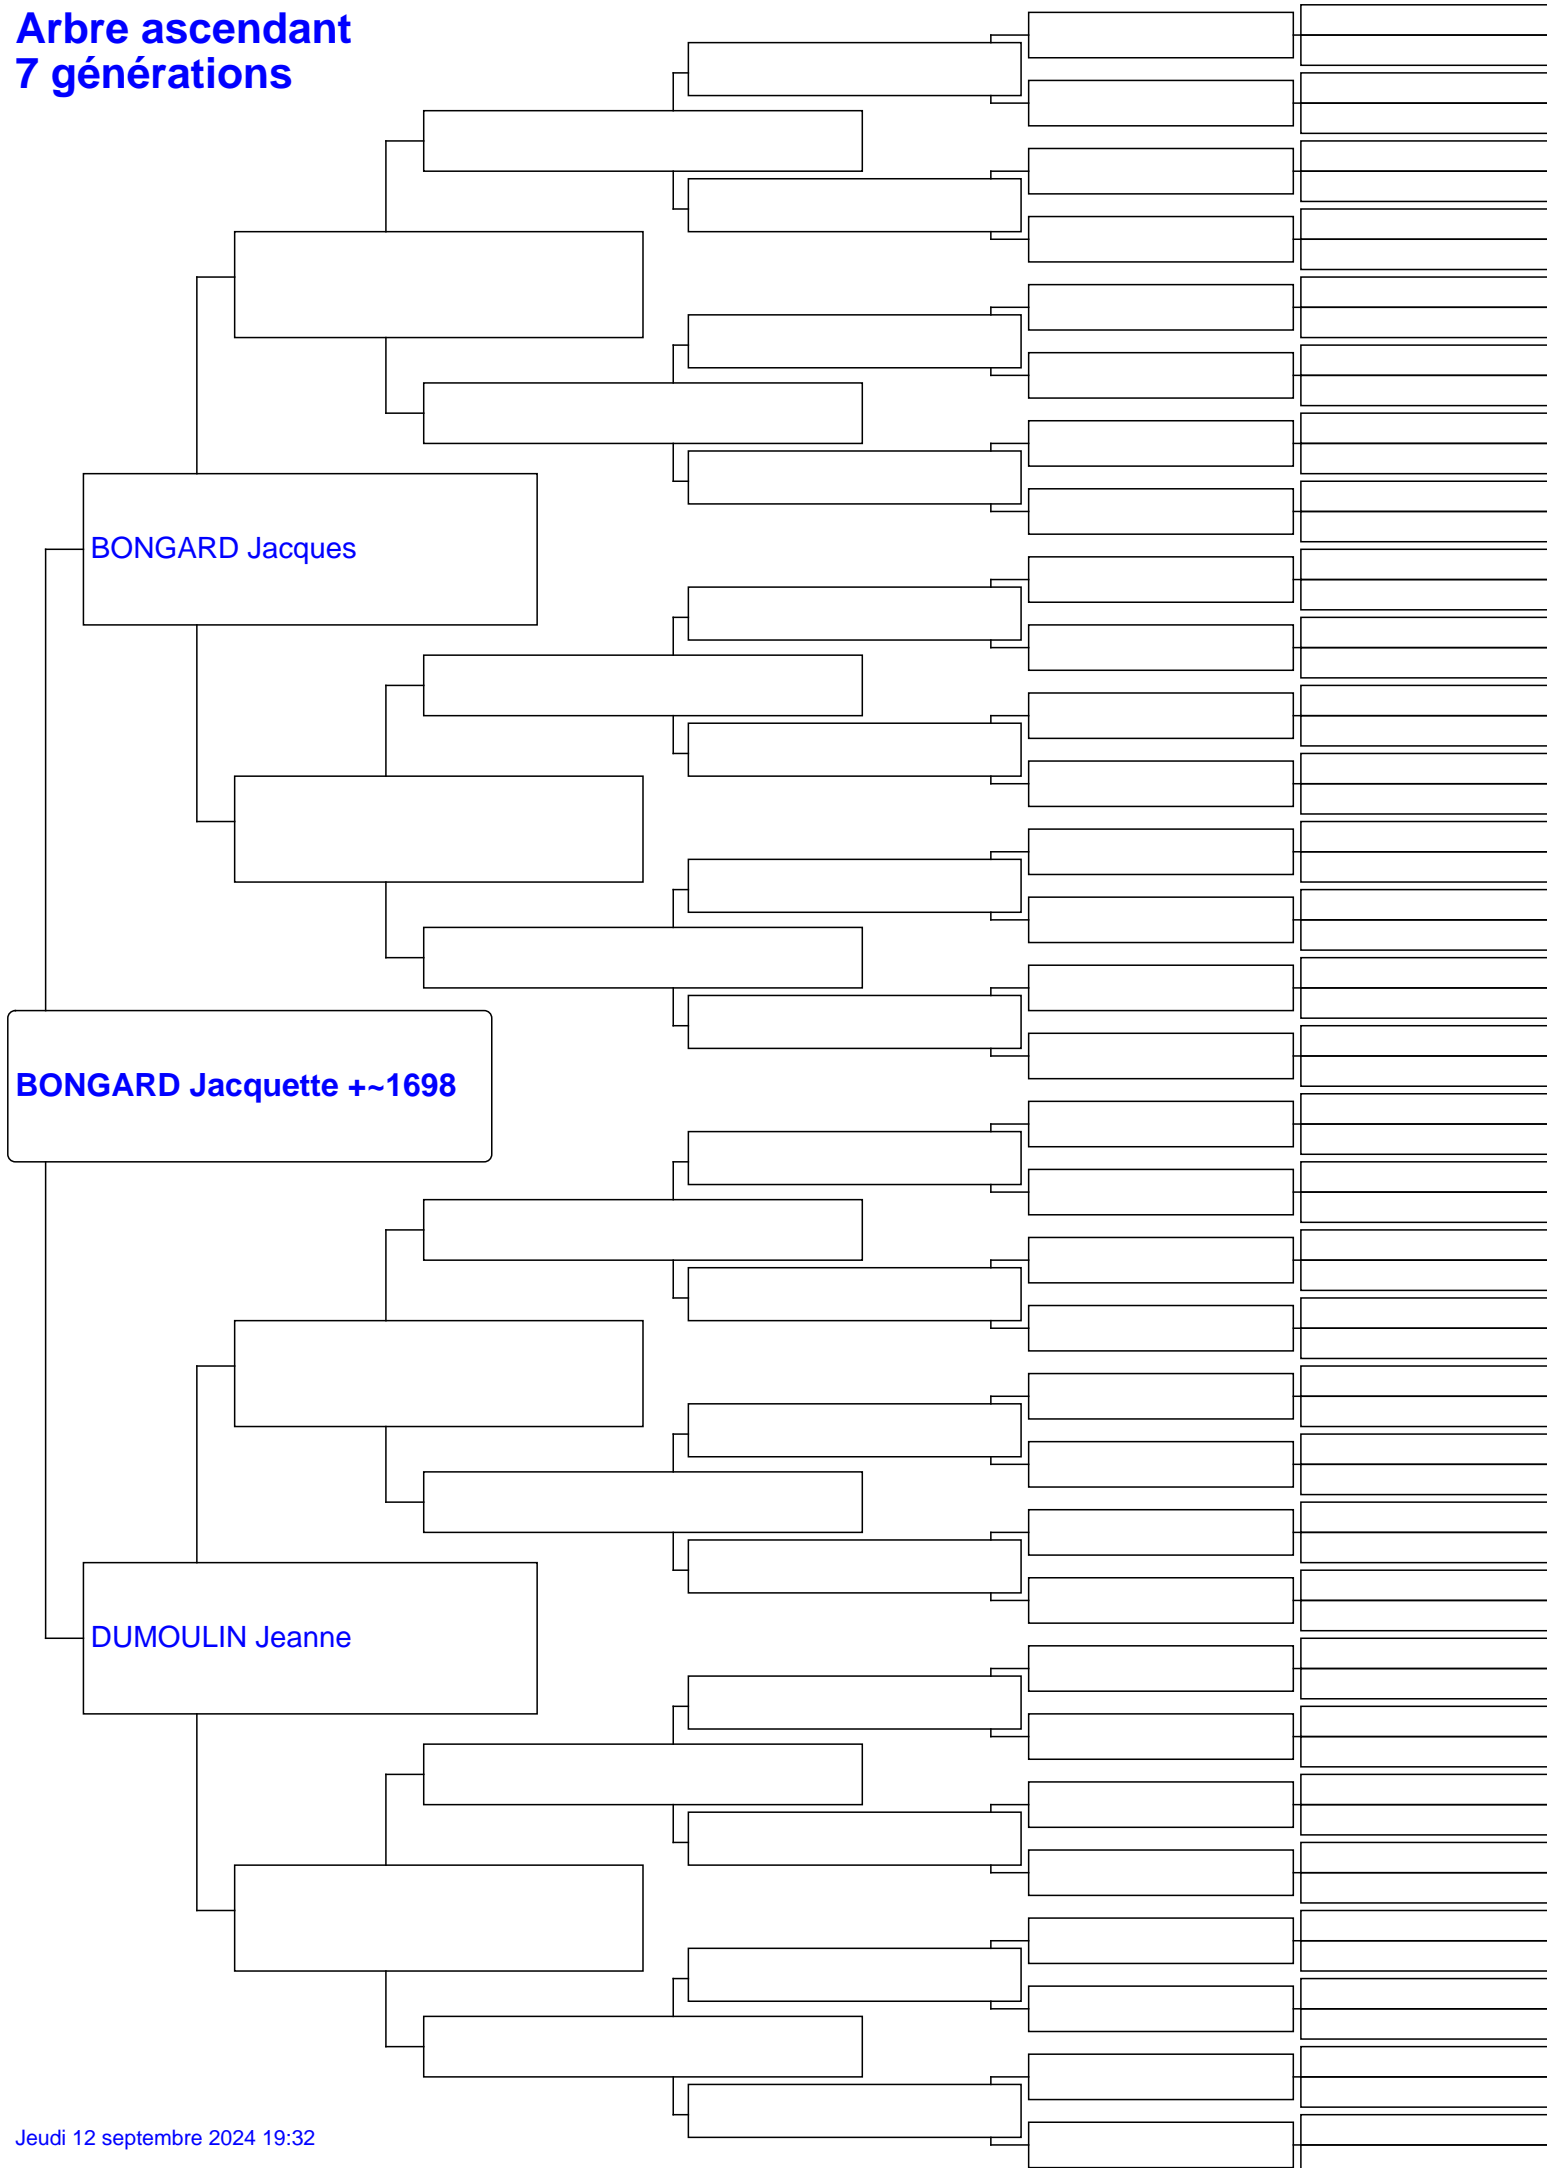 Arbre ascendant
7 générations
BONGARD Jacques
BONGARD Jacquette +~1698
DUMOULIN Jeanne
Jeudi 12 septembre 2024 19:32